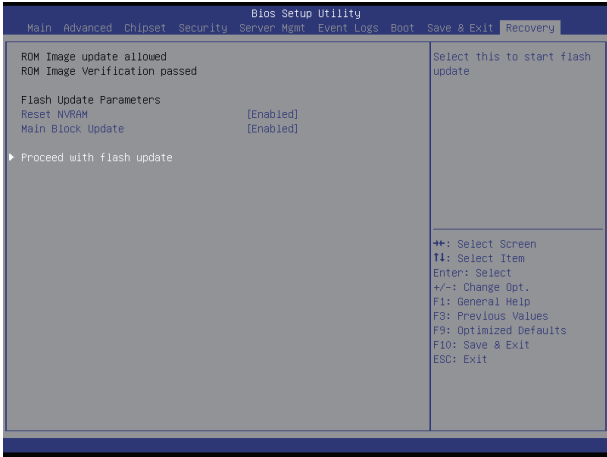 Bios Setup Utility
Main Advanced Chipset Security Server Mgmt Event Logs Boot Save & Exit Recovery
ROM Image update allowed
ROM Image Verification passed
Flash Update Parameters
Reset NVRAM [Enabled]
Main Block Update [Enabled]
Proceed with flash update
Select this to start flash
update
→←: Select Screen
↑↓: Select Item
Enter: Select
+/-: Change Opt.
F1: General Help
F3: Previous Values
F9: Optimized Defaults
F10: Save & Exit
ESC: Exit